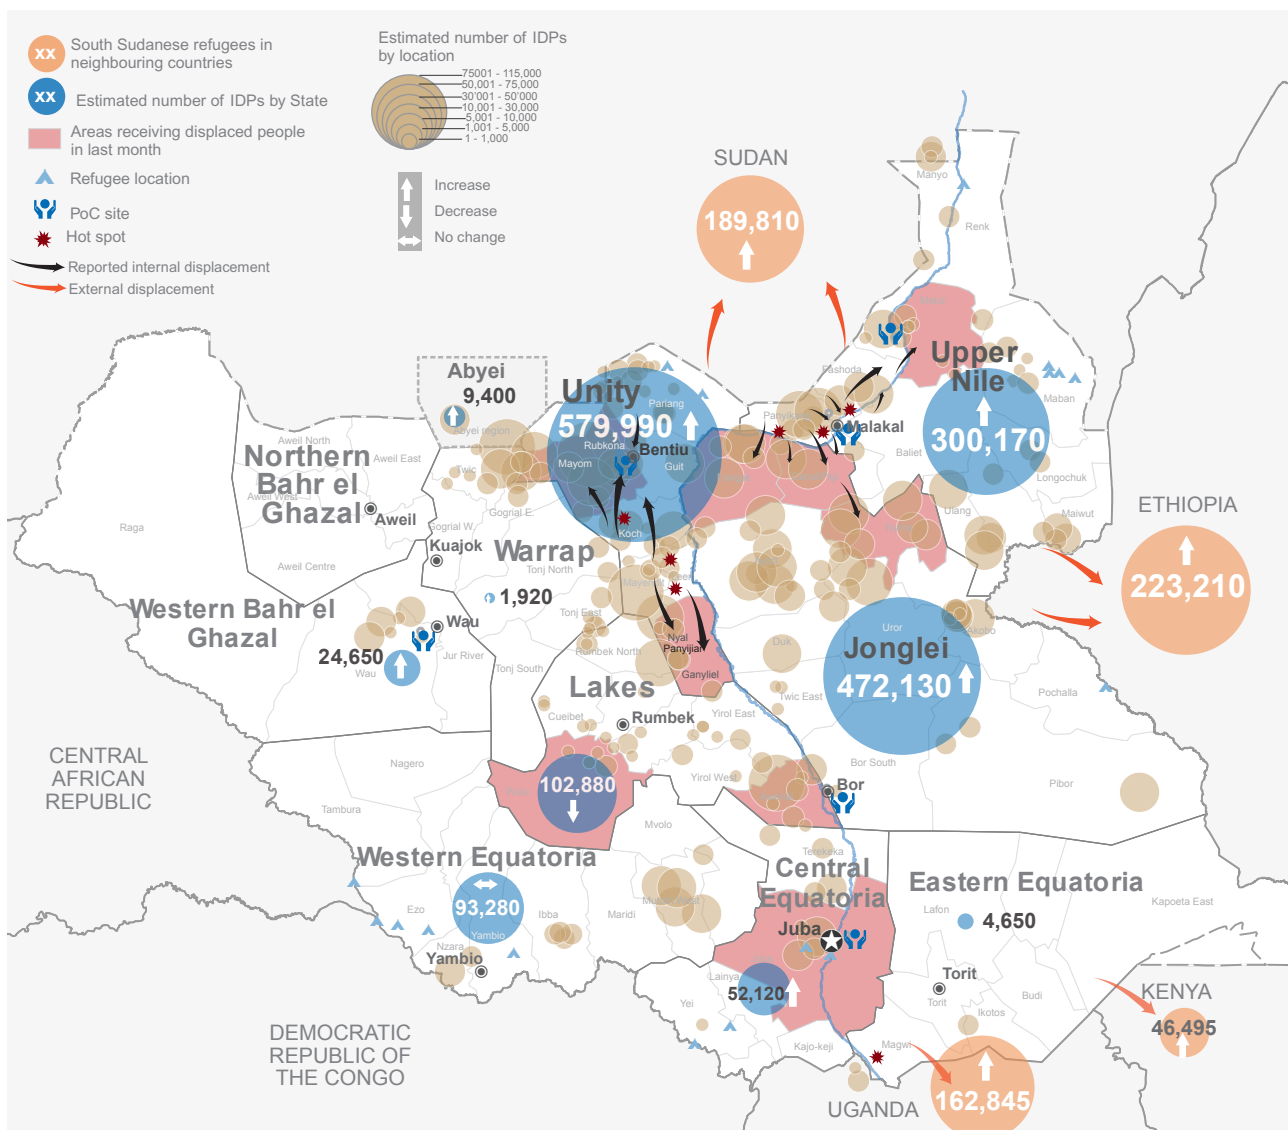 xx
South Sudanese refugees in
neighbouring countries
xx
Estimated number of IDPs by State
Areas receiving displaced people
in last month
Refugee location
PoC site
Hot spot
Reported internal displacement
External displacement
Estimated number of IDPs
by location
75001 - 115,000
50,001 - 75,000
30'001 - 50'000
10,001 - 30,000
5,001 - 10,000
1,001 - 5,000
1 - 1,000
Increase
Decrease
No change
SUDAN
189,810
Manyo
Renk
Upper
Nile
300,170
Fashoda
Maban
Malakal
Baliet
Longochuk
Ulang
Maiwut
ETHIOPIA
223,210
Abyei
9,400
Abyei region
Unity
579,990
Pariang
Rubkona
Bentiu
Mayom
Guit
Koch
Nyal
Panyijiar
Ganyliel
Northern
Bahr el
Ghazal
Aweil North
Aweil East
Aweil West
Aweil
Aweil Centre
Raga
Twic
Gogrial E.
Gogrial W.
Kuajok
Warrap
1,920
Tonj North
Tonj East
Tonj South
Western Bahr el
Ghazal
Wau
24,650
Wau
Jur River
Rumbek North
Lakes
Rumbek
Cueibet
Yirol East
Yirol West
102,880
Jonglei
472,130
Uror
Akobo
Duk
Twic East
Pochalla
Bor South
Bor
Pibor
CENTRAL
AFRICAN
REPUBLIC
Nagero
Tambura
Mvolo
Western Equatoria
93,280
Ezo
Ibba
Maridi
Yambio
Nzara
Yambio
Terekeka
Central
Equatoria
Juba
52,120
Lainya
Yei
Kajo-keji
Eastern Equatoria
Lafon
4,650
Kapoeta East
Torit
Torit
Budi
Ikotos
Magwi
KENYA
46,495
UGANDA
162,845
DEMOCRATIC
REPUBLIC OF
THE CONGO